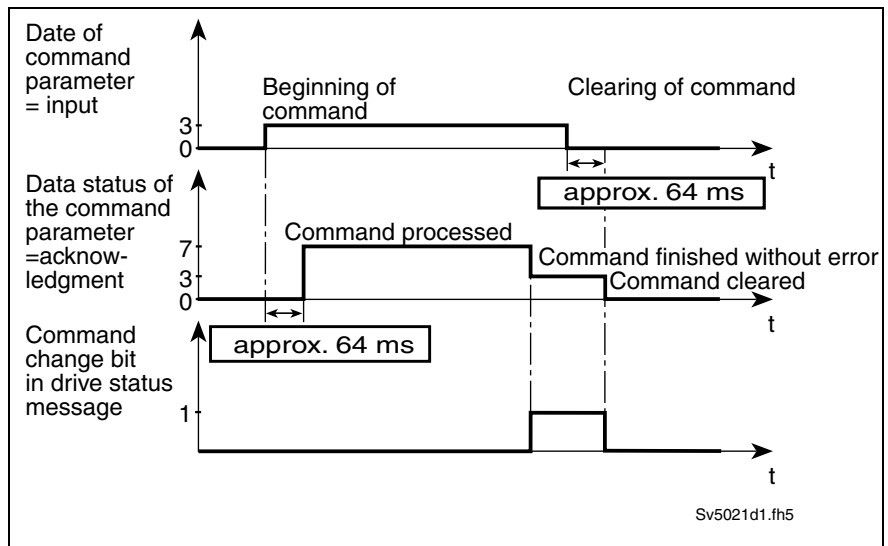 Date of
command
parameter
= input
Beginning of
command
Clearing of command
3
0
t
approx. 64 ms
Data status of
the command
parameter
=acknow-
ledgment
7
3
0
Command processed
Command finished without error
Command cleared
t
approx. 64 ms
Command
change bit
in drive status
message
1
t
Sv5021d1.fh5